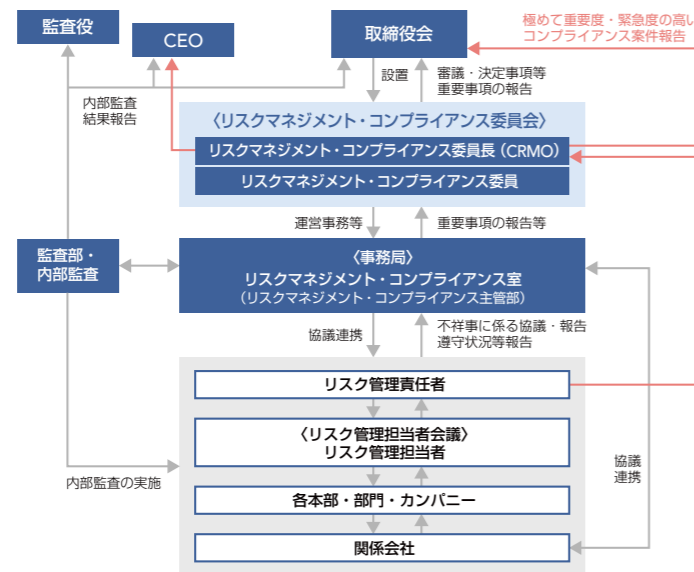 監査役
CEO
取締役会
極めて重要度・緊急度の高い
コンプライアンス案件報告
設置
審議・決定事項等
重要事項の報告
内部監査
結果報告
〈リスクマネジメント・コンプライアンス委員会〉
リスクマネジメント・コンプライアンス委員長（CRMO）
リスクマネジメント・コンプライアンス委員
運営事務等
重要事項の報告等
監査部・
内部監査
〈事務局〉
リスクマネジメント・コンプライアンス室
（リスクマネジメント・コンプライアンス主管部）
協議連携
不祥事に係る協議・報告
遵守状況等報告
リスク管理責任者
〈リスク管理担当者会議〉
リスク管理担当者
協議
連携
内部監査の実施
各本部・部門・カンパニー
関係会社